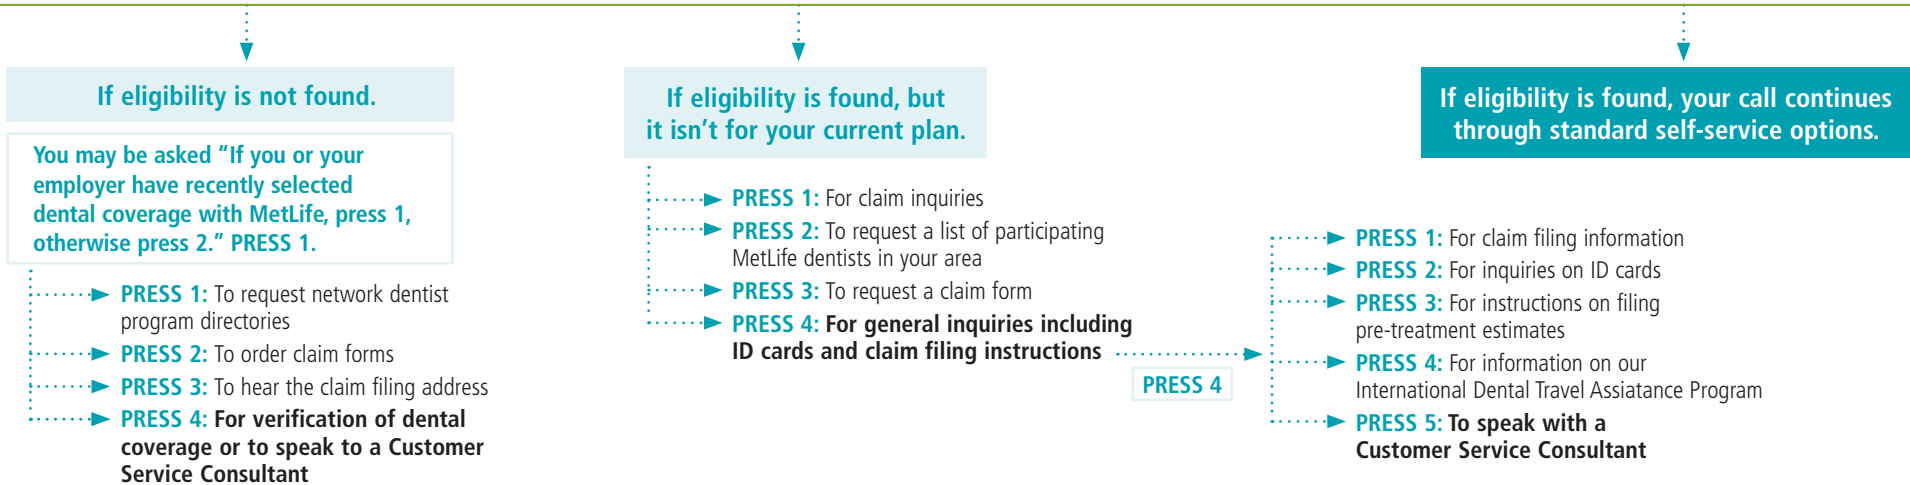 If eligibility is not found.
You may be asked “If you or your
employer have recently selected
dental coverage with MetLife, press 1,
otherwise press 2.” PRESS 1.
PRESS 1: To request network dentist
program directories
PRESS 2: To order claim forms
PRESS 3: To hear the claim filing address
PRESS 4: For verification of dental
coverage or to speak to a Customer
Service Consultant
If eligibility is found, but
it isn’t for your current plan.
PRESS 1: For claim inquiries
PRESS 2: To request a list of participating
MetLife dentists in your area
PRESS 3: To request a claim form
PRESS 4: For general inquiries including
ID cards and claim filing instructions
PRESS 4
If eligibility is found, your call continues
through standard self-service options.
PRESS 1: For claim filing information
PRESS 2: For inquiries on ID cards
PRESS 3: For instructions on filing
pre-treatment estimates
PRESS 4: For information on our
International Dental Travel Assiatance Program
PRESS 5: To speak with a
Customer Service Consultant